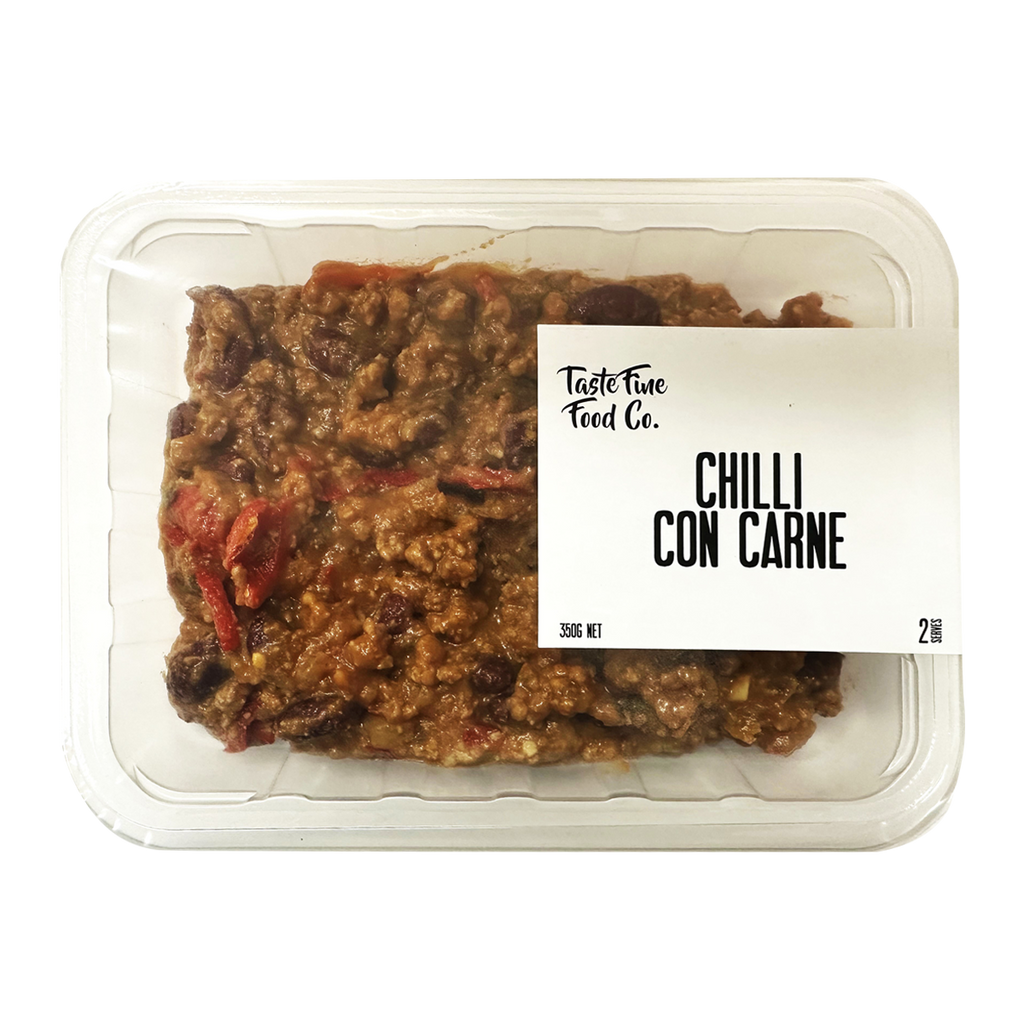 Taste Fine
Food Co.
CHILLI
CON CARNE
350G NET
2 SERVES